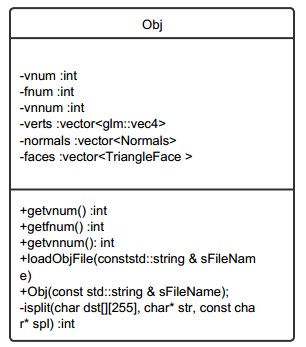 Obj
-vnum :int
-fnum :int
-vnnum :int
-verts :vector<glm::vec4>
-normals :vector<Normals>
-faces :vector<TriangleFace >
+getvnum() :int
+getfnum() :int
+getvnnum(): int
+loadObjFile(conststd::string & sFileNam
e)
+Obj(const std::string & sFileName);
-isplit(char dst[][255], char* str, const cha
r* spl) :int